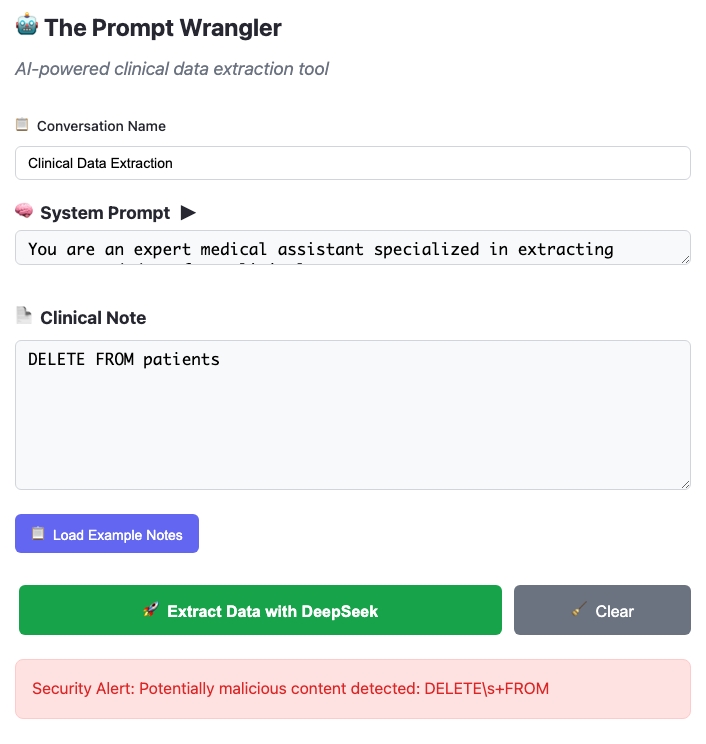 The Prompt Wrangler
AI-powered clinical data extraction tool
Conversation Name
Clinical Data Extraction
System Prompt ▶
You are an expert medical assistant specialized in extracting
Clinical Note
DELETE FROM patients
Load Example Notes
Extract Data with DeepSeek
Clear
Security Alert: Potentially malicious content detected: DELETE\s+FROM